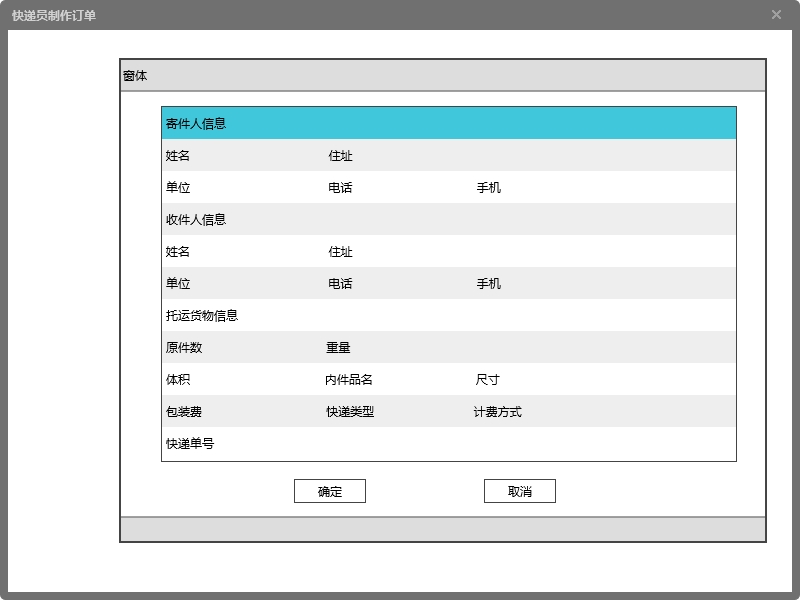 快递员制作订单
窗体
寄件人信息
姓名 住址
单位 电话 手机
收件人信息
姓名 住址
单位 电话 手机
托运货物信息
原件数 重量
体积 内件品名 尺寸
包装费 快递类型 计费方式
快递单号
确定 取消